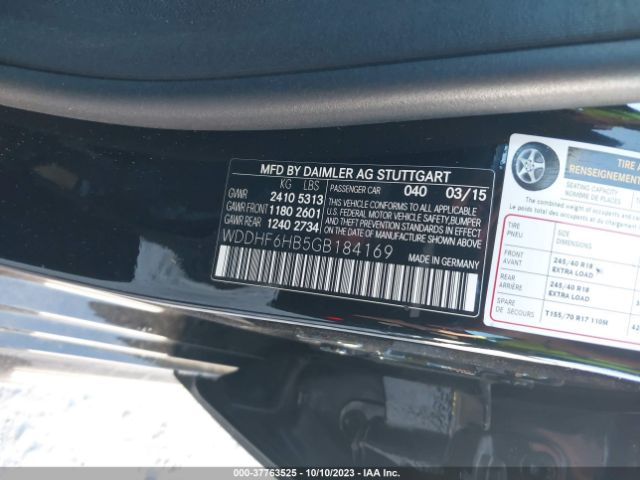 MFD BY DAIMLER AG STUTTGART
KG LBS
GVWR 2410 5313
GAWR FRONT 1180 2601
GAWR REAR 1240 2734
PASSENGER CAR 040 03/15
THIS VEHICLE CONFORMS TO ALL APPLICABLE
U.S. FEDERAL MOTOR VEHICLE SAFETY, BUMPER
AND THEFT PREVENTION STANDARDS IN EFFECT
ON THE DATE OF MANUFACTURE SHOWN ABOVE.
WDDHF6HB5GB184169
MADE IN GERMANY
TIRE A
RENSEIGNEMENT
SEATING CAPACITY
NOMBRE DE PLACES
TOTA
The combined weight of occupants and
TIRE
PNEU
SIZE
DIMENSIONS
FRONT
AVANT
245/40 R18
EXTRA LOAD
REAR
ARRIÈRE
245/40 R18
EXTRA LOAD
SPARE
DE SECOURS
T155/70 R17 110M
000-37763525 - 10/10/2023 - IAA Inc.